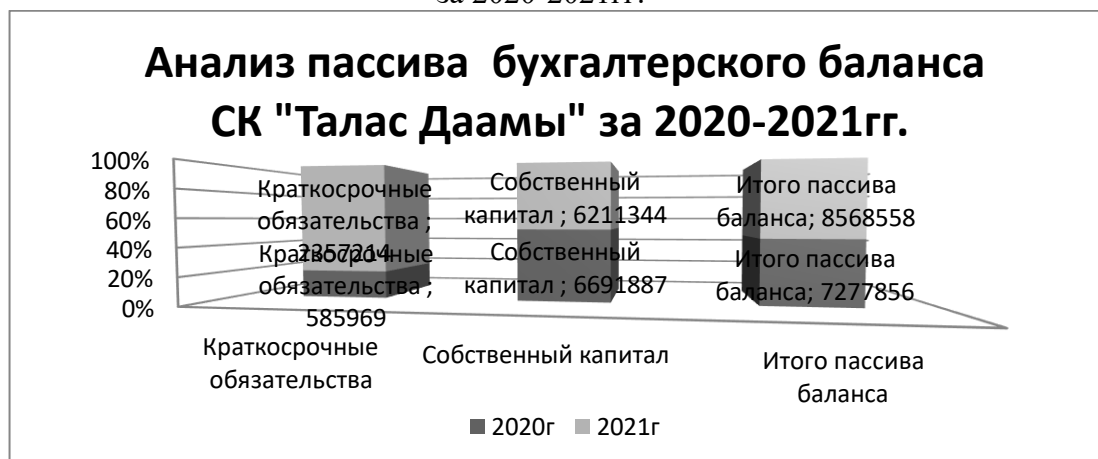 за 2020-2021гг.
Анализ пассива бухгалтерского баланса
СК "Талас Даамы" за 2020-2021гг.
100%
80%
60%
40%
20%
0%
Краткосрочные
обязательства ;
2357214
Краткосрочные
обязательства ;
585969
Собственный
капитал ; 6211344
Собственный
капитал ; 6691887
Итого пассива
баланса; 8568558
Итого пассива
баланса; 7277856
Краткосрочные
обязательства
Собственный капитал
Итого пассива
баланса
2020г 2021г